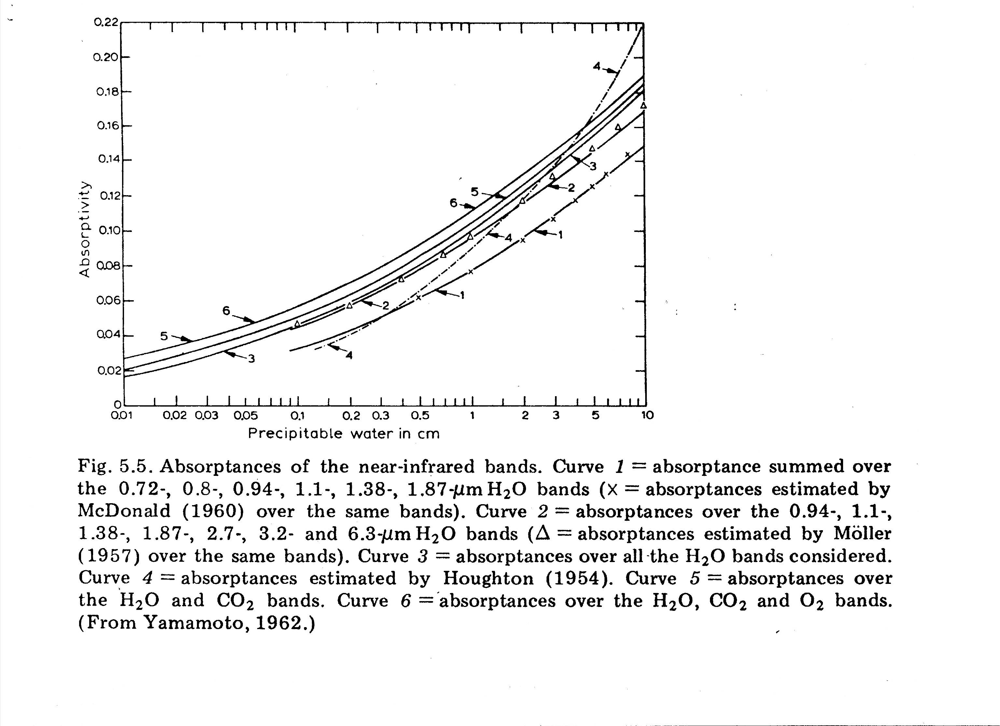 0.22
0.20
4
0.18
0.16
0.14
3
5
2
0.12
6
Absorptivity
0.10
4
1
0.08
1
0.06
2
6
5
0.04
4
3
0.02
0
0.01 0.02 0.03 0.05 0.1 0.2 0.3 0.5 1 2 3 5 10
Precipitable water in cm
Fig. 5.5. Absorptances of the near-infrared bands. Curve 1 = absorptance summed over
the 0.72-, 0.8-, 0.94-, 1.1-, 1.38-, 1.87-μm H₂O bands (x = absorptances estimated by
McDonald (1960) over the same bands). Curve 2 = absorptances over the 0.94-, 1.1-,
1.38-, 1.87-, 2.7-, 3.2- and 6.3-μm H₂O bands (Δ = absorptances estimated by Möller
(1957) over the same bands). Curve 3 = absorptances over all the H₂O bands considered.
Curve 4 = absorptances estimated by Houghton (1954). Curve 5 = absorptances over
the H₂O and CO₂ bands. Curve 6 = absorptances over the H₂O, CO₂ and O₂ bands.
(From Yamamoto, 1962.)